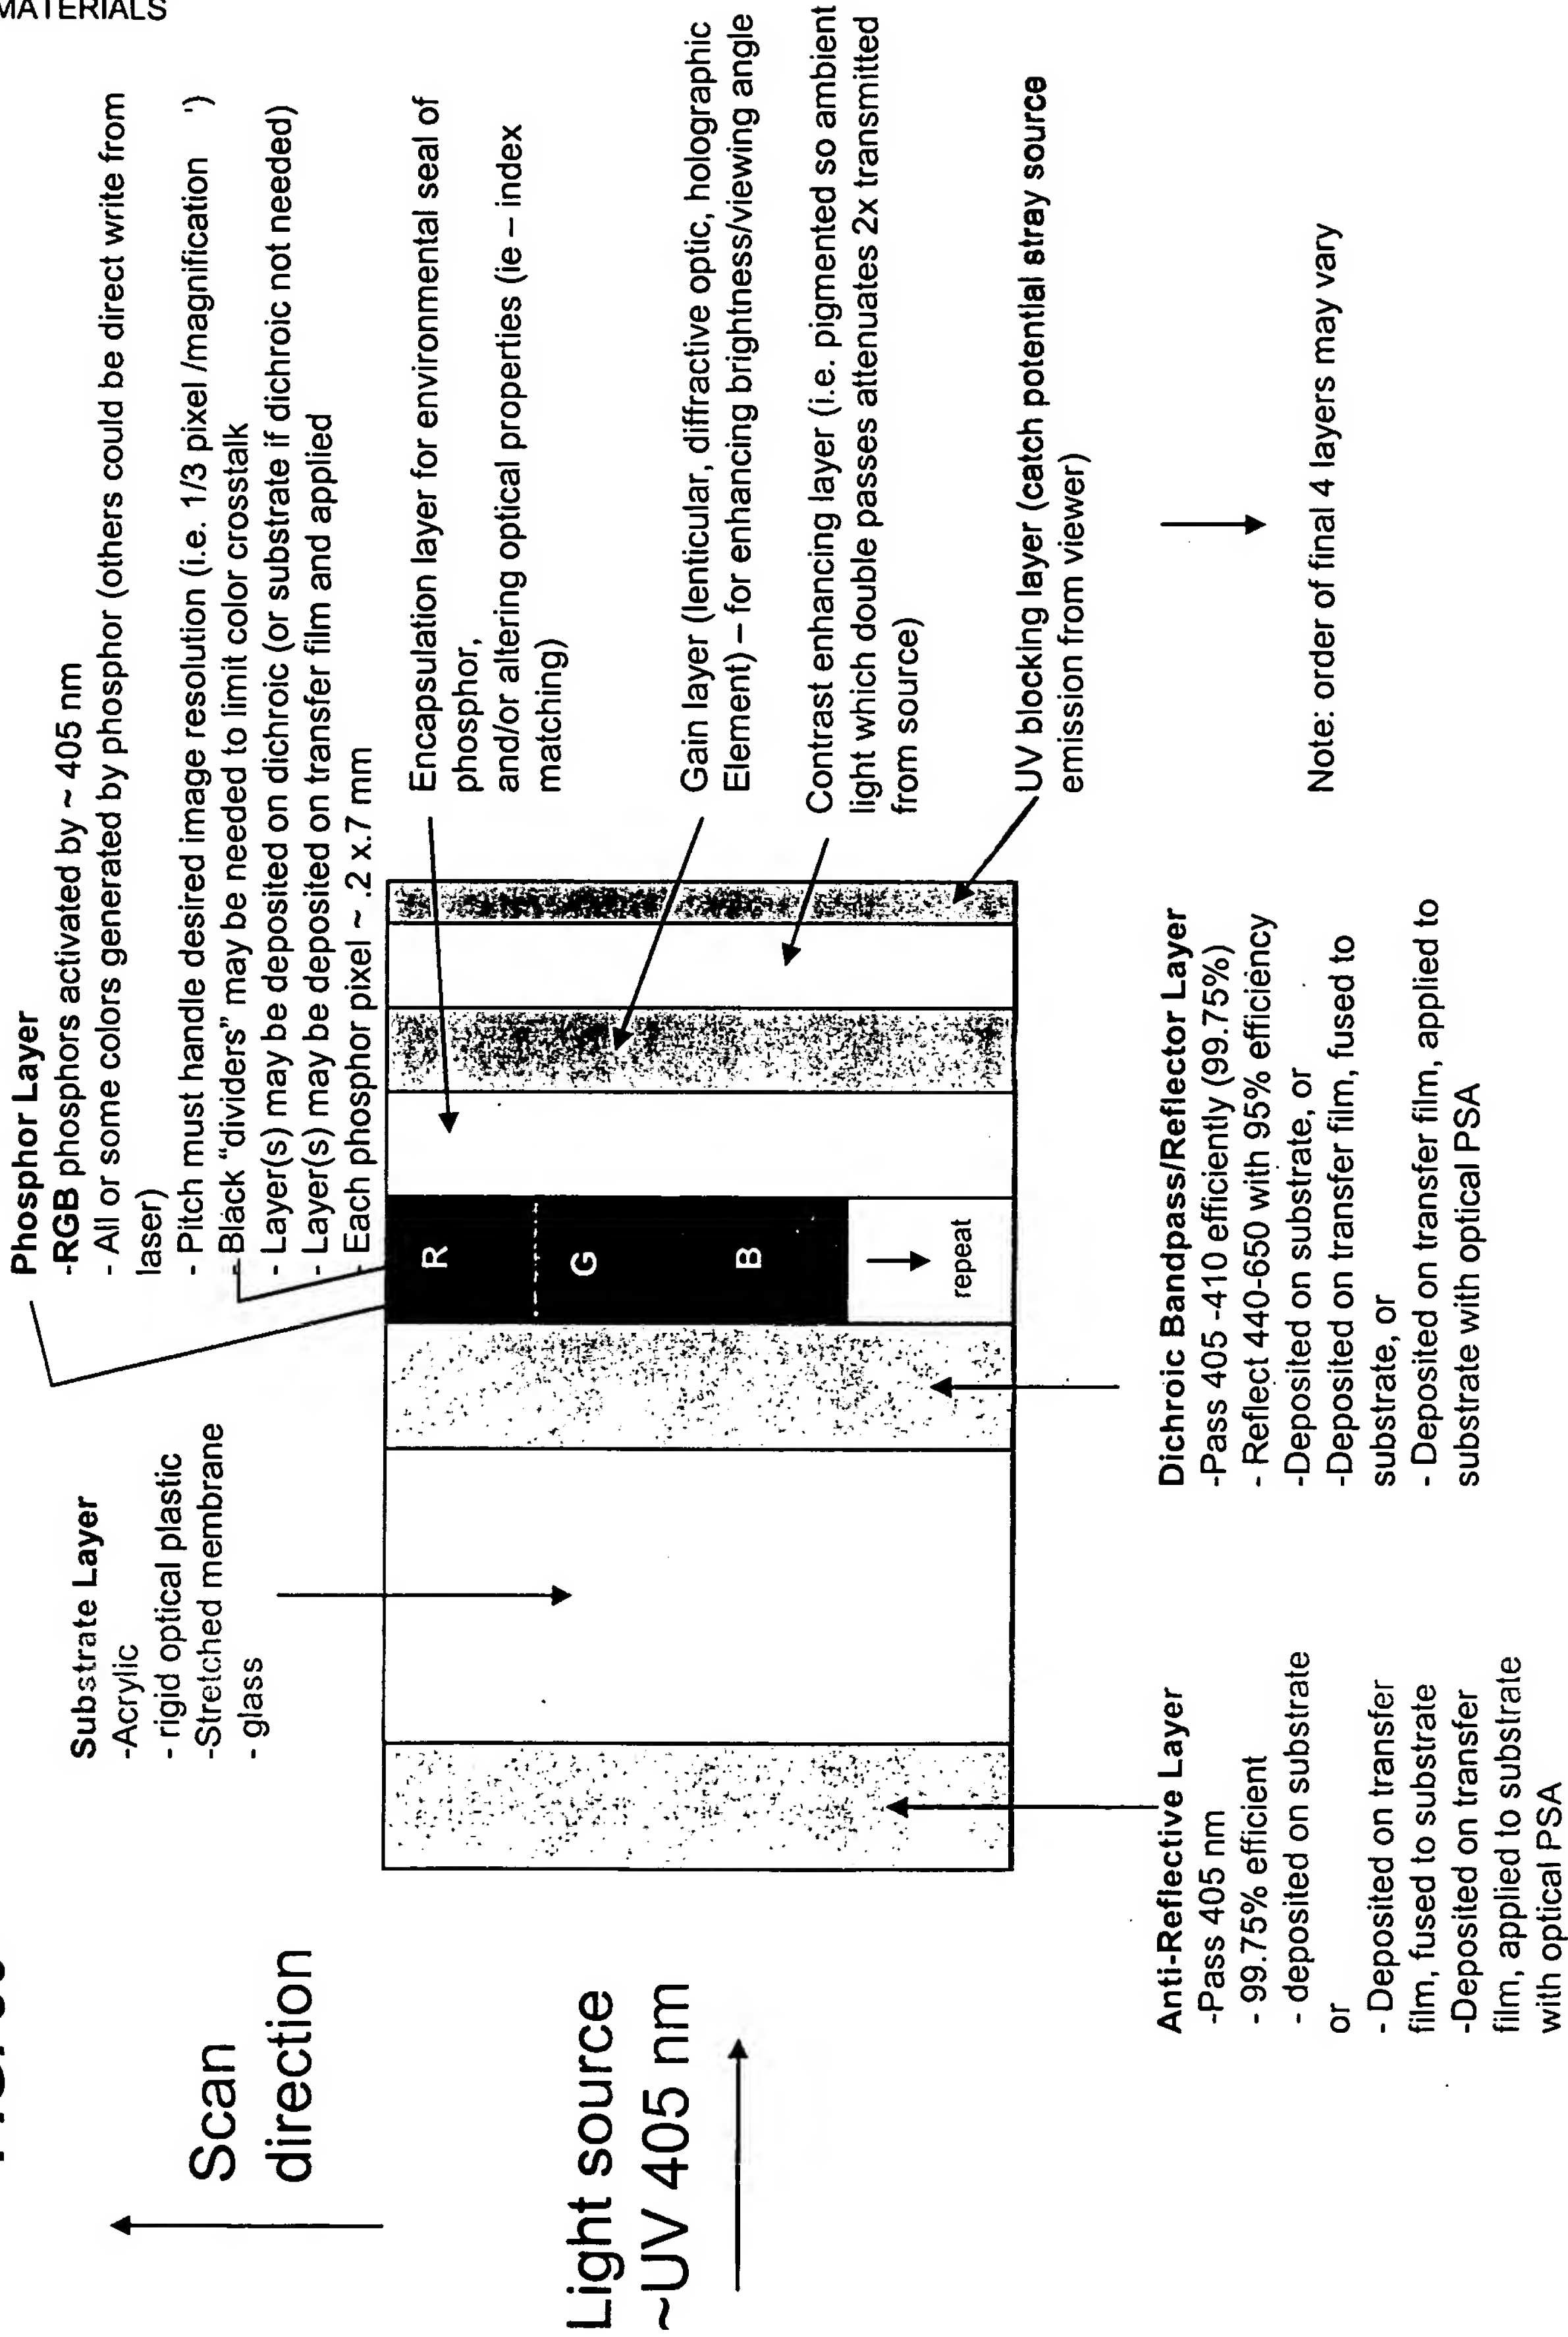 MATERIALS
Phosphor Layer
-RGB phosphors activated by ~ 405 nm
- All or some colors generated by phosphor (others could be direct write from
laser)
- Pitch must handle desired image resolution (i.e. 1/3 pixel /magnification ')
-Black “dividers” may be needed to limit color crosstalk
- Layer(s) may be deposited on dichroic (or substrate if dichroic not needed)
- Layer(s) may be deposited on transfer film and applied
- Each phosphor pixel ~ .2 x.7 mm
Substrate Layer
-Acrylic
- rigid optical plastic
-Stretched membrane
- glass
Scan
direction
Light source
~UV 405 nm
R
G
B
repeat
Encapsulation layer for environmental seal of
phosphor,
and/or altering optical properties (ie – index
matching)
Gain layer (lenticular, diffractive optic, holographic
Element) – for enhancing brightness/viewing angle
Contrast enhancing layer (i.e. pigmented so ambient
light which double passes attenuates 2x transmitted
from source)
UV blocking layer (catch potential stray source
emission from viewer)
Note: order of final 4 layers may vary
Anti-Reflective Layer
-Pass 405 nm
- 99.75% efficient
- deposited on substrate
or
- Deposited on transfer
film, fused to substrate
-Deposited on transfer
film, applied to substrate
with optical PSA
Dichroic Bandpass/Reflector Layer
-Pass 405 -410 efficiently (99.75%)
- Reflect 440-650 with 95% efficiency
-Deposited on substrate, or
-Deposited on transfer film, fused to
substrate, or
- Deposited on transfer film, applied to
substrate with optical PSA